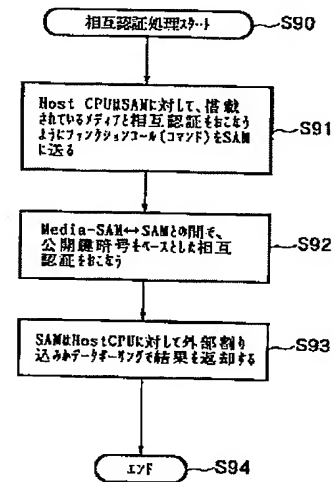 相互認証処理スタート
S90
Host CPUはSAMに対して、搭載
されているメディアと相互認証をおこなう
ようにファンクションコール(コマンド)をSAM
に送る
S91
Media-SAM↔SAMとの間で、
公開鍵暗号をベースとした相互
認証をおこなう
S92
SAMはHostCPUに対して外部割り
込みかデータポーリングで結果を返却する
S93
エンド
S94